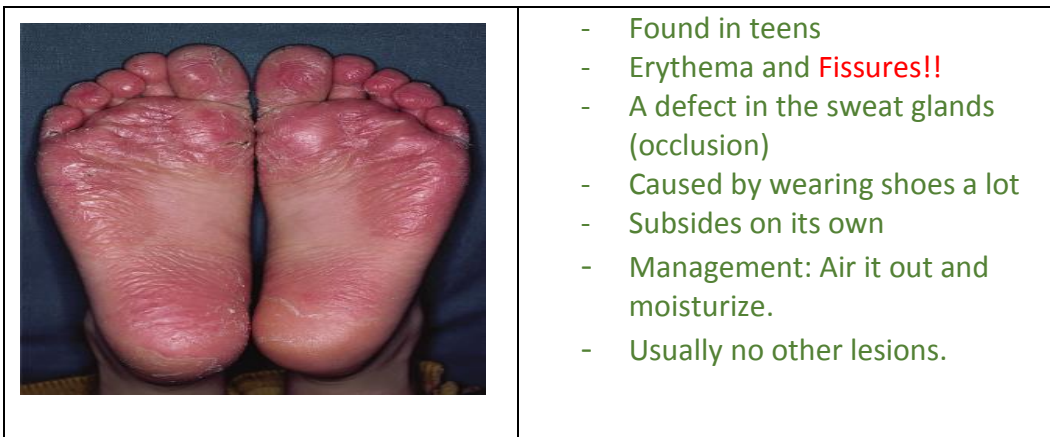 - Found in teens
- Erythema and Fissures!!
- A defect in the sweat glands
(occlusion)
- Caused by wearing shoes a lot
- Subsides on its own
- Management: Air it out and
moisturize.
- Usually no other lesions.